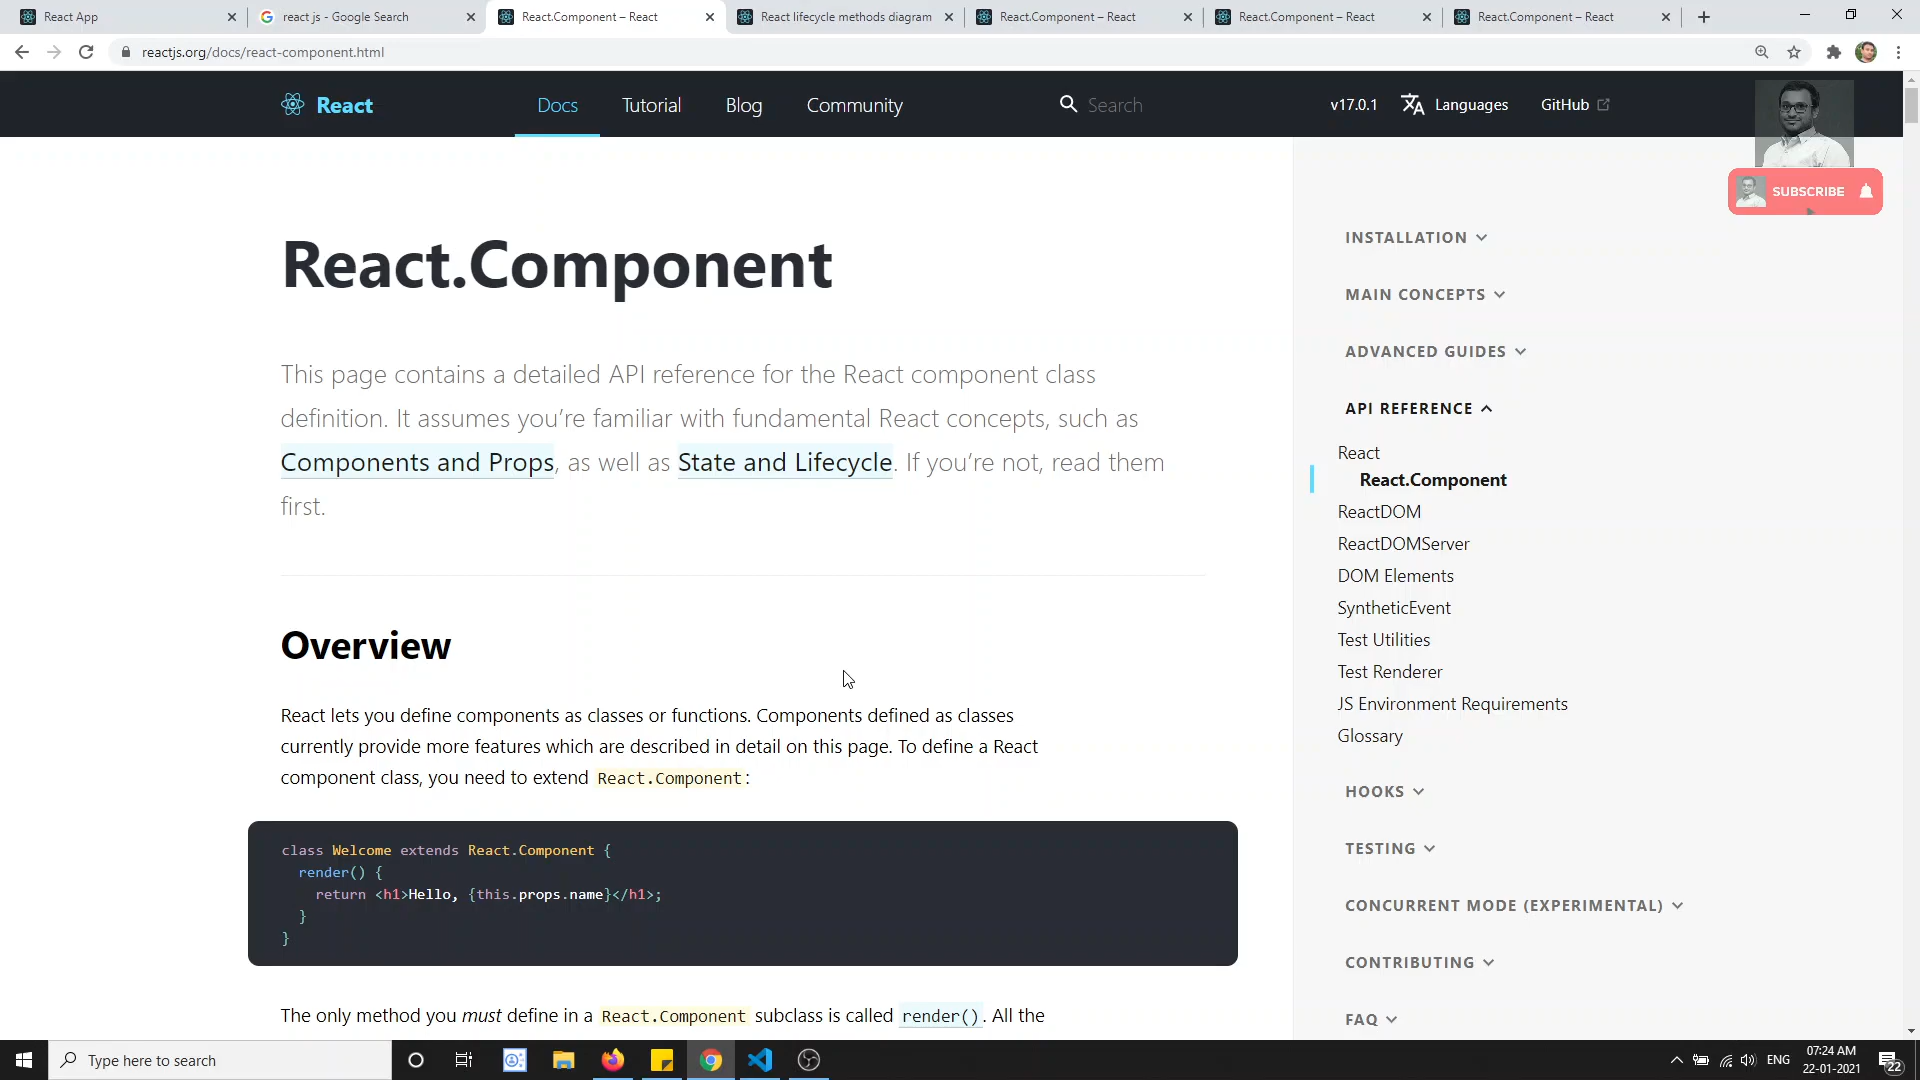 React App
react js - Google Search
React.Component – React
React lifecycle methods diagram
React.Component – React
React.Component – React
React.Component – React
reactjs.org/docs/react-component.html
React
Docs
Tutorial
Blog
Community
Search
v17.0.1
Languages
GitHub
SUBSCRIBE
React.Component
This page contains a detailed API reference for the React component class
definition. It assumes you’re familiar with fundamental React concepts, such as
Components and Props, as well as State and Lifecycle. If you’re not, read them
first.
Overview
React lets you define components as classes or functions. Components defined as classes
currently provide more features which are described in detail on this page. To define a React
component class, you need to extend React.Component:
class Welcome extends React.Component {
render() {
return <h1>Hello, {this.props.name}</h1>;
}
}
The only method you must define in a React.Component subclass is called render(). All the
INSTALLATION
MAIN CONCEPTS
ADVANCED GUIDES
API REFERENCE
React
React.Component
ReactDOM
ReactDOMServer
DOM Elements
SyntheticEvent
Test Utilities
Test Renderer
JS Environment Requirements
Glossary
HOOKS
TESTING
CONCURRENT MODE (EXPERIMENTAL)
CONTRIBUTING
FAQ
Type here to search
ENG
07:24 AM
22-01-2021
22